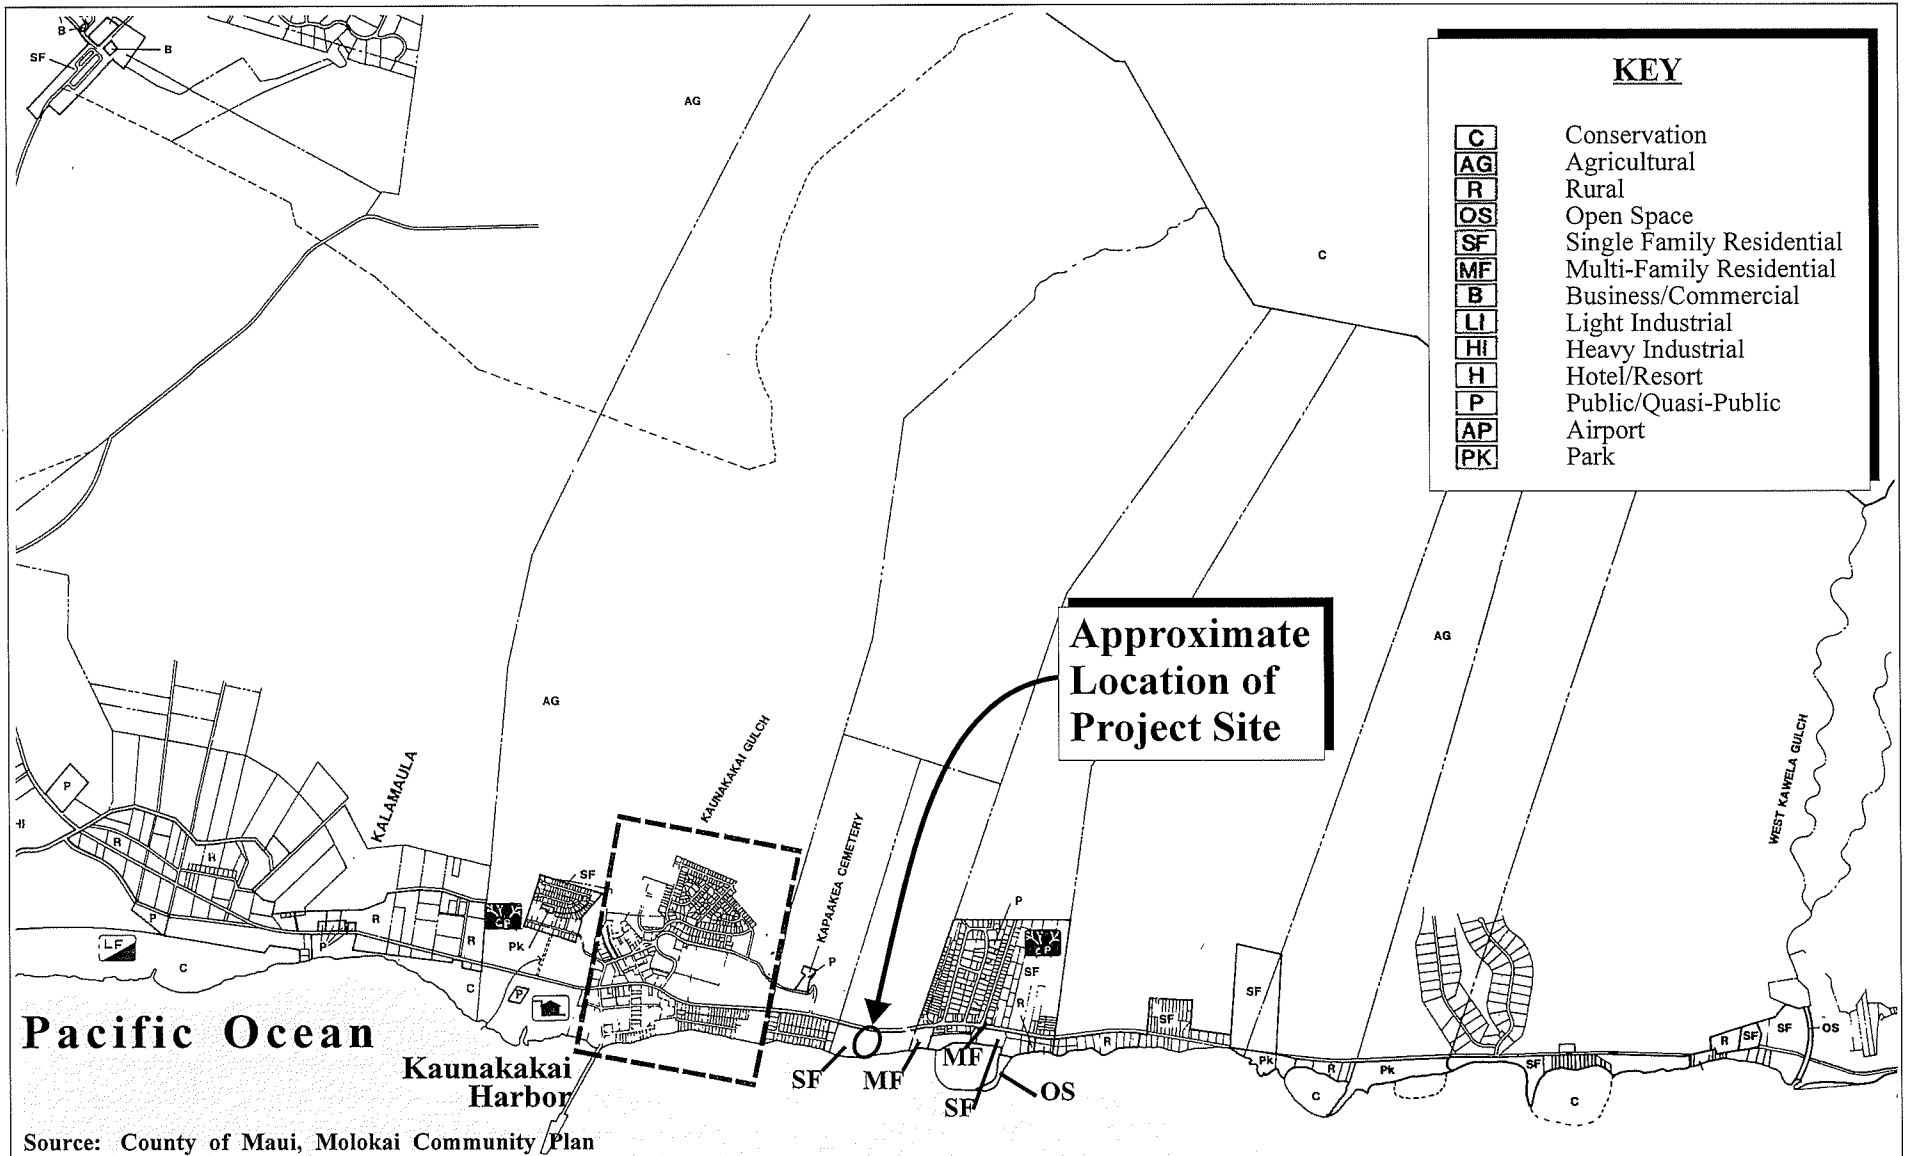 B
B
SF
AG
KEY
C Conservation
AG Agricultural
R Rural
OS Open Space
SF Single Family Residential
MF Multi-Family Residential
B Business/Commercial
LI Light Industrial
HI Heavy Industrial
H Hotel/Resort
P Public/Quasi-Public
AP Airport
PK Park
C
Approximate
Location of
Project Site
AG
AG
KALAMAULA
KAUNAKAKAI GULCH
KAPAAKEA CEMETERY
WEST KAWELA GULCH
P
HI
R
R
P
R
P
R
LF
C
C
CP
SF
Pk
P
P
P
CP
SF
R
SF
SF
R
Pk
R
Pk
C
SF
C
R
SF
SF
OS
SF
MF
MF
SF
OS
Pacific Ocean
Kaunakakai
Harbor
Source: County of Maui, Molokai Community Plan